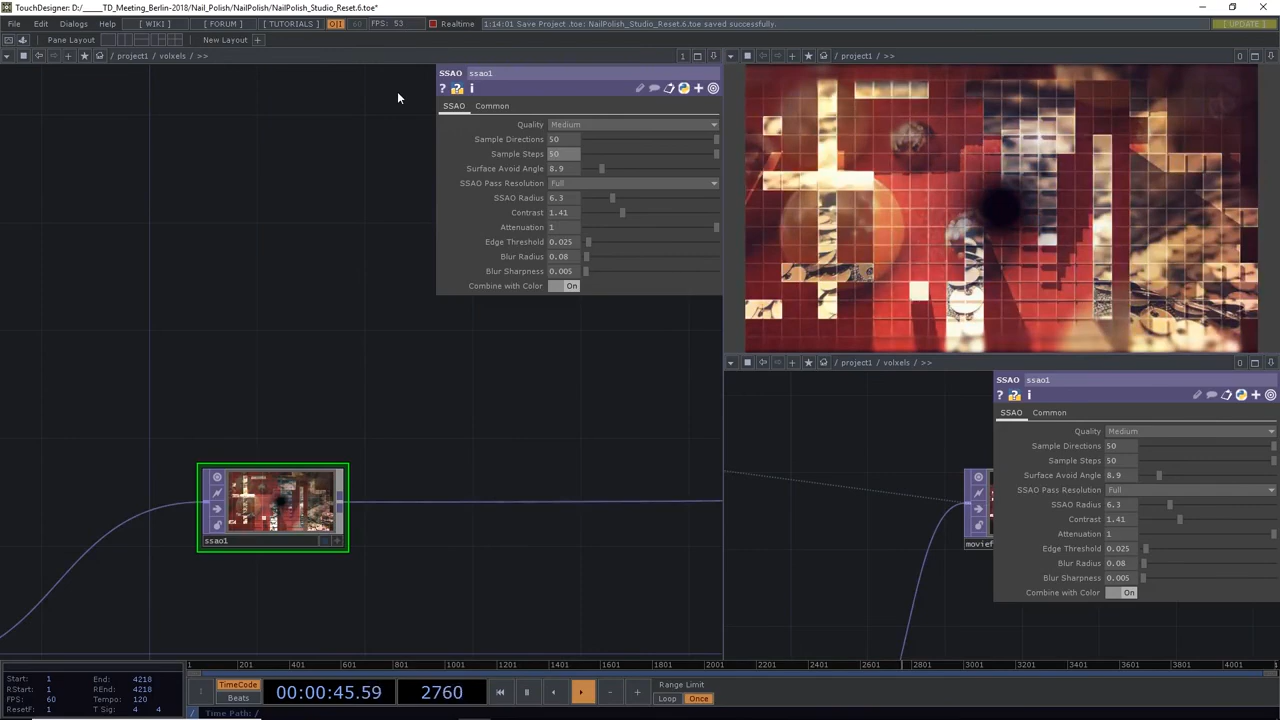 TouchDesigner: D:/_____TD_Meeting_Berlin-2018/Nail_Polish/NailPolish_Studio_Reset.6.toe*
File Edit Dialogs Help [ WIKI ] [ FORUM ] [ TUTORIALS ] O|I 60 FPS: 53 Realtime 1:14:01 Save Project .toe: NailPolish_Studio_Reset.6.toe saved successfully. [ UPDATE ]
Pane Layout New Layout +
/ project1 / volxels / >> 1
/ project1 / >> 0
SSAO ssao1
? ? i
SSAO Common
Quality Medium
Sample Directions 50
Sample Steps 50
Surface Avoid Angle 8.9
SSAO Pass Resolution Full
SSAO Radius 6.3
Contrast 1.41
Attenuation 1
Edge Threshold 0.025
Blur Radius 0.08
Blur Sharpness 0.005
Combine with Color On
/ project1 / voxels / >> 0
SSAO ssao1
? ? i
SSAO Common
Quality Medium
Sample Directions 50
Sample Steps 50
Surface Avoid Angle 8.9
SSAO Pass Resolution Full
SSAO Radius 6.3
Contrast 1.41
Attenuation 1
Edge Threshold 0.025
Blur Radius 0.08
Blur Sharpness 0.005
Combine with Color On
ssao1
movief
1 201 401 601 801 1001 1201 1401 1601 1801 2001 2201 2401 2601 2801 3001 3201 3401 3601 3801 4001
Start: 1 End: 4218
RStart: 1 REnd: 4218
FPS: 60 Tempo: 120
ResetF: 1 T Sig: 4 4
TimeCode
Beats
00:00:45.59
2760
Range Limit
Loop Once
/ Time Path: /